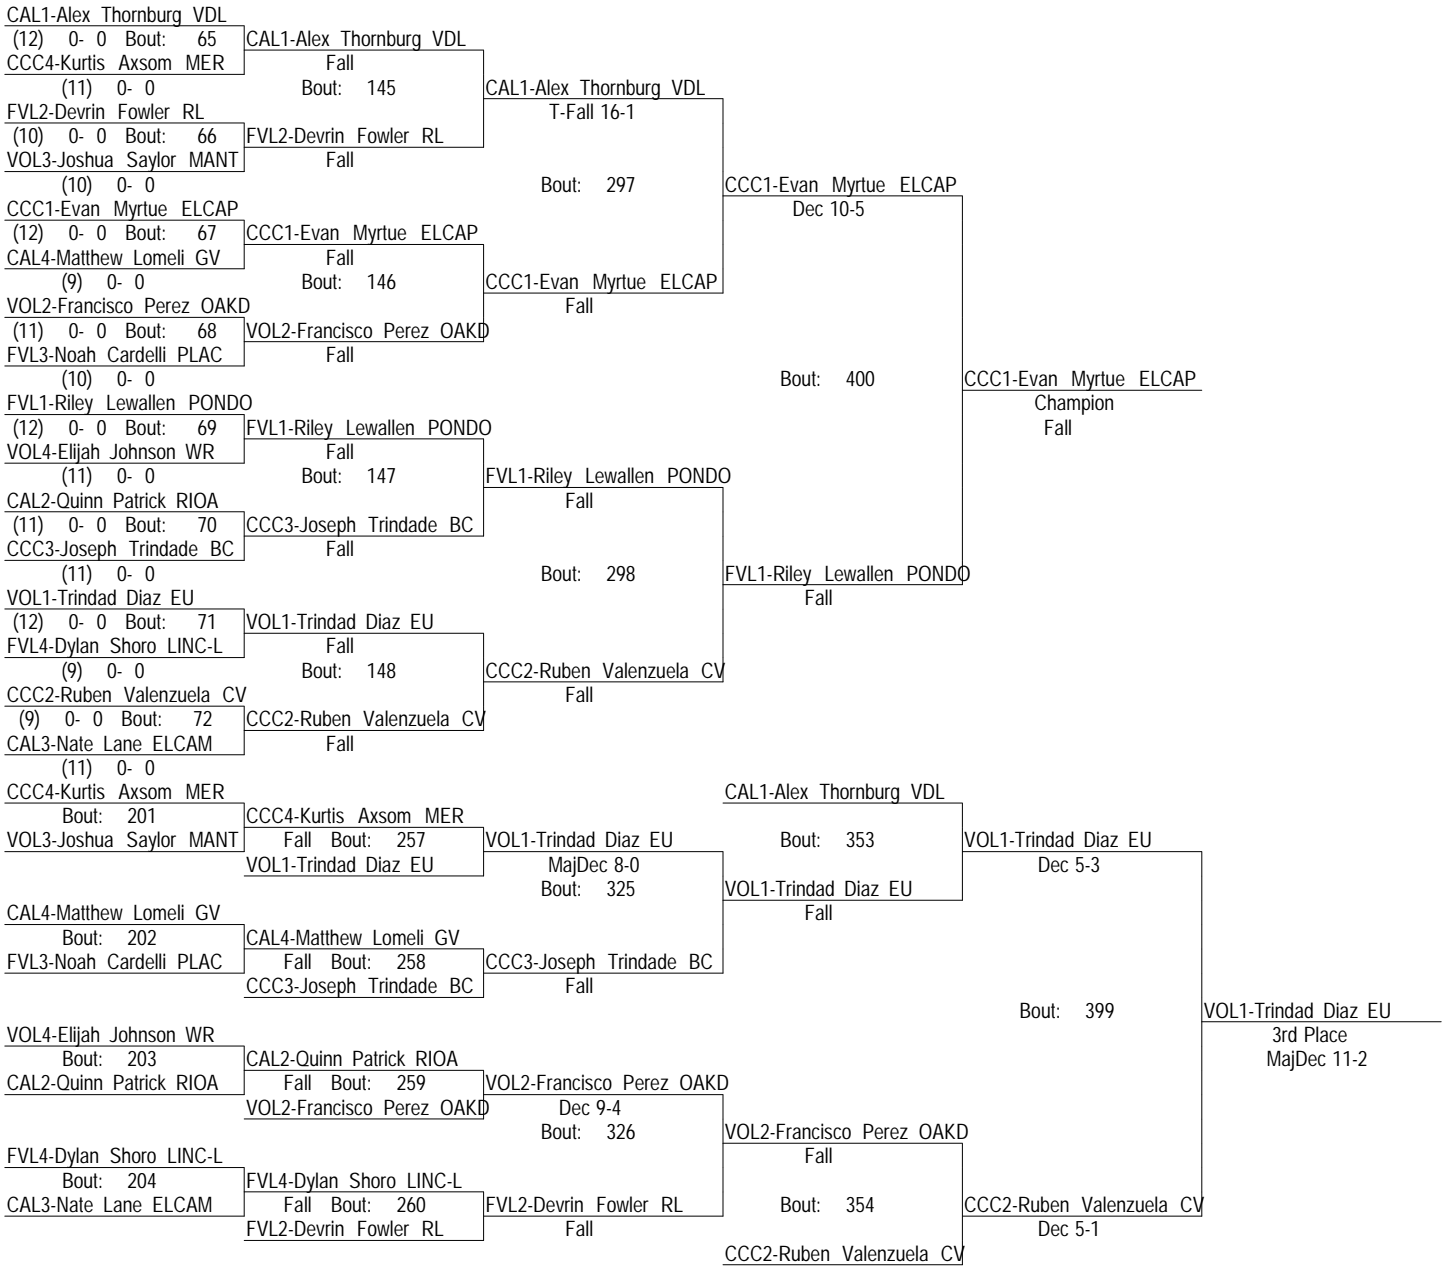 CAL1-Alex Thornburg VDL
(12) 0- 0 Bout: 65 CAL1-Alex Thornburg VDL
CCC4-Kurtis Axsom MER Fall
(11) 0- 0 Bout: 145 CAL1-Alex Thornburg VDL
FVL2-Devrin Fowler RL T-Fall 16-1
(10) 0- 0 Bout: 66 FVL2-Devrin Fowler RL
VOL3-Joshua Saylor MANT Fall
(10) 0- 0 Bout: 297 CCC1-Evan Myrtue ELCAP
CCC1-Evan Myrtue ELCAP Dec 10-5
(12) 0- 0 Bout: 67 CCC1-Evan Myrtue ELCAP
CAL4-Matthew Lomeli GV Fall
(9) 0- 0 Bout: 146 CCC1-Evan Myrtue ELCAP
VOL2-Francisco Perez OAKD Fall
(11) 0- 0 Bout: 68 VOL2-Francisco Perez OAKD
FVL3-Noah Cardelli PLAC Fall
(10) 0- 0 Bout: 400 CCC1-Evan Myrtue ELCAP
FVL1-Riley Lewallen PONDO Champion
(12) 0- 0 Bout: 69 FVL1-Riley Lewallen PONDO Fall
VOL4-Elijah Johnson WR Fall
(11) 0- 0 Bout: 147 FVL1-Riley Lewallen PONDO
CAL2-Quinn Patrick RIOA Fall
(11) 0- 0 Bout: 70 CCC3-Joseph Trindade BC
CCC3-Joseph Trindade BC Fall
(11) 0- 0 Bout: 298 FVL1-Riley Lewallen PONDO
VOL1-Trindad Diaz EU Fall
(12) 0- 0 Bout: 71 VOL1-Trindad Diaz EU
FVL4-Dylan Shoro LINC-L Fall
(9) 0- 0 Bout: 148 CCC2-Ruben Valenzuela CV
CCC2-Ruben Valenzuela CV Fall
(9) 0- 0 Bout: 72 CCC2-Ruben Valenzuela CV
CAL3-Nate Lane ELCAM Fall
(11) 0- 0
CCC4-Kurtis Axsom MER CAL1-Alex Thornburg VDL
Bout: 201 CCC4-Kurtis Axsom MER
VOL3-Joshua Saylor MANT Fall Bout: 257 VOL1-Trindad Diaz EU Bout: 353 VOL1-Trindad Diaz EU
VOL1-Trindad Diaz EU MajDec 8-0 Dec 5-3
Bout: 325 VOL1-Trindad Diaz EU
CAL4-Matthew Lomeli GV Fall
Bout: 202 CAL4-Matthew Lomeli GV
FVL3-Noah Cardelli PLAC Fall Bout: 258 CCC3-Joseph Trindade BC
CCC3-Joseph Trindade BC Fall
Bout: 399 VOL1-Trindad Diaz EU
VOL4-Elijah Johnson WR 3rd Place
Bout: 203 CAL2-Quinn Patrick RIOA MajDec 11-2
CAL2-Quinn Patrick RIOA Fall Bout: 259 VOL2-Francisco Perez OAKD
VOL2-Francisco Perez OAKD Dec 9-4
Bout: 326 VOL2-Francisco Perez OAKD
FVL4-Dylan Shoro LINC-L Fall
Bout: 204 FVL4-Dylan Shoro LINC-L
CAL3-Nate Lane ELCAM Fall Bout: 260 FVL2-Devrin Fowler RL Bout: 354 CCC2-Ruben Valenzuela CV
FVL2-Devrin Fowler RL Fall Dec 5-1
CCC2-Ruben Valenzuela CV